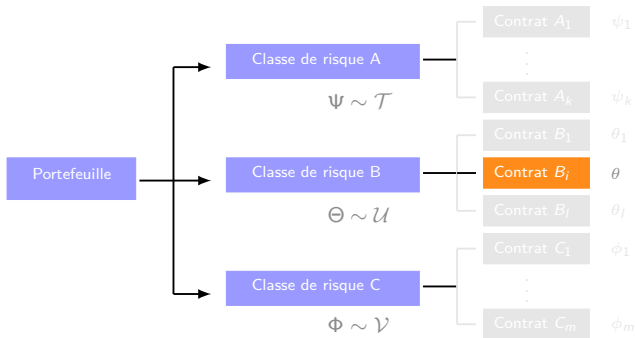 Contrat A₁ ψ₁
Classe de risque A
⋮
Contrat Aₖ ψₖ
Ψ ∼ 𝒯
Contrat B₁ θ₁
Portefeuille
Classe de risque B
Contrat Bᵢ θ
Contrat Bₗ θₗ
Θ ∼ 𝒰
Contrat C₁ ϕ₁
Classe de risque C
⋮
Contrat Cₘ ϕₘ
Φ ∼ 𝒱